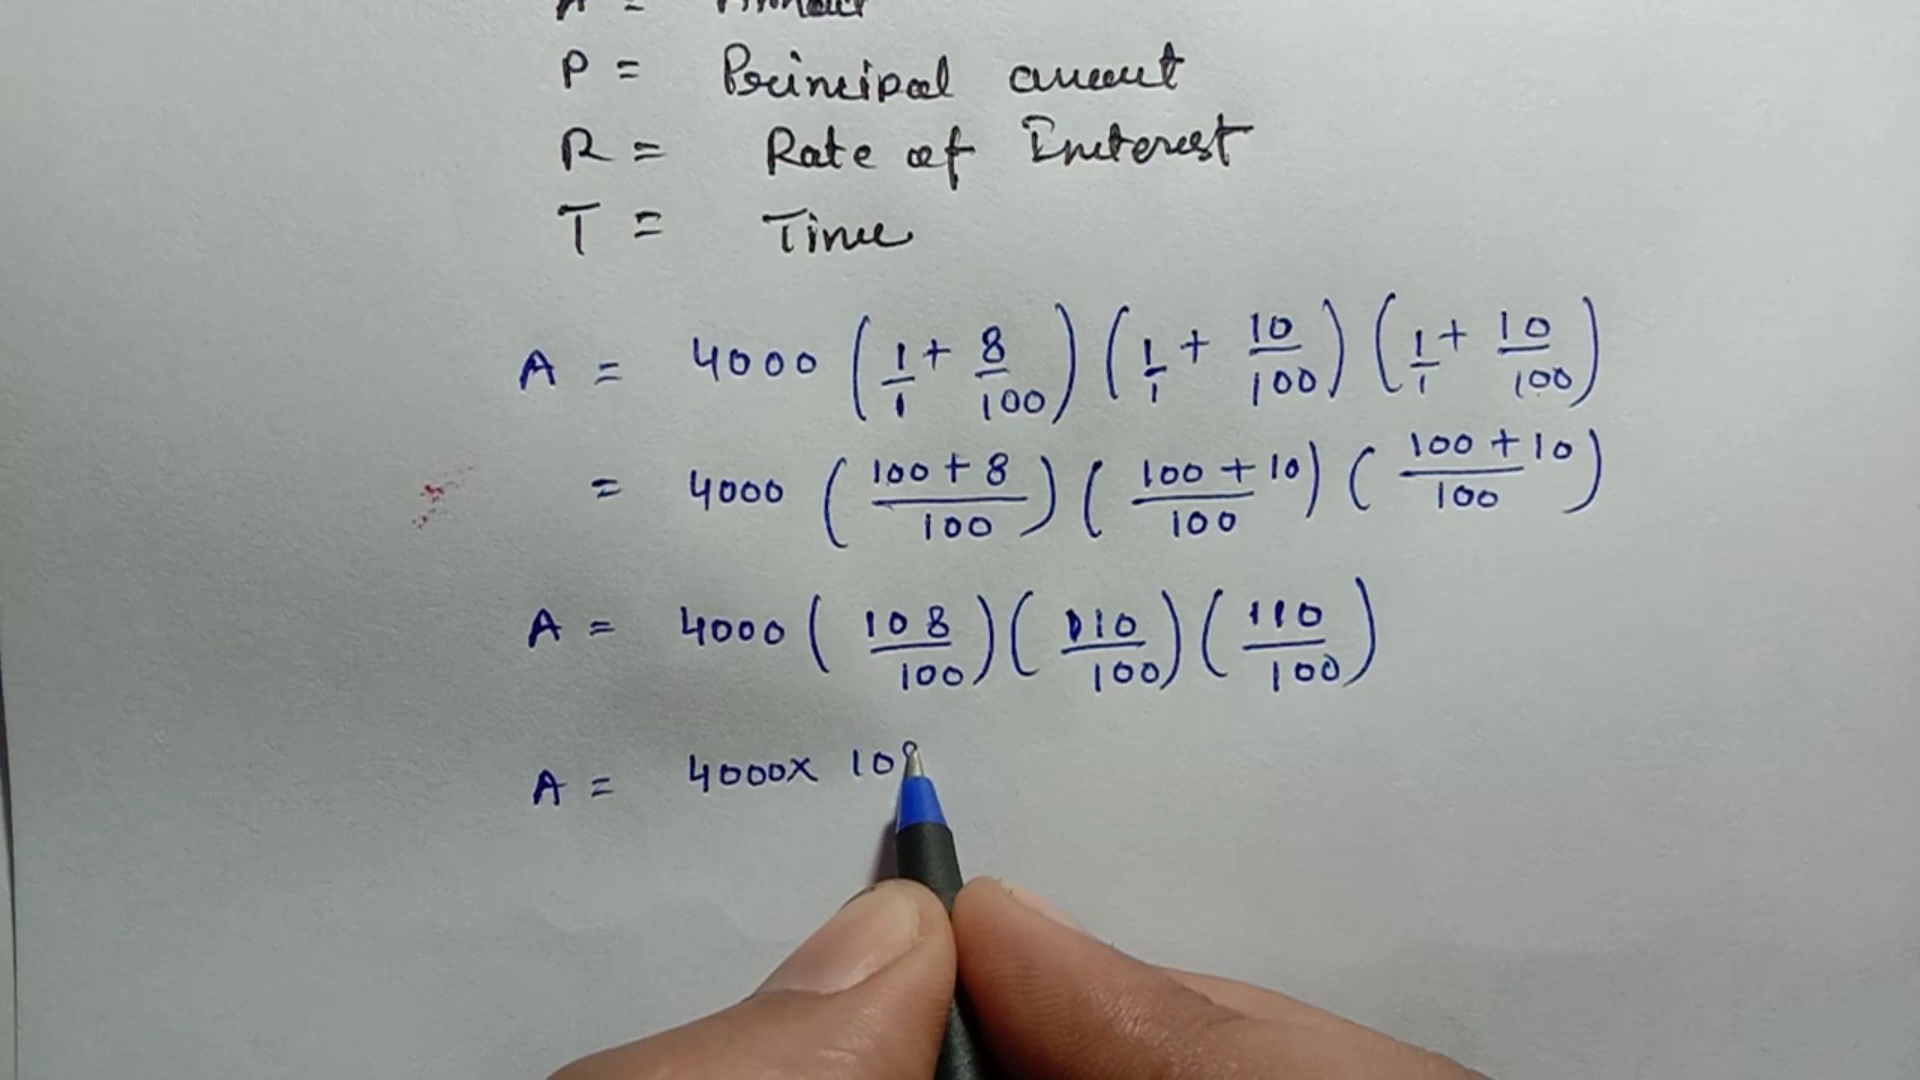 A =
P = Principal amount
R = Rate of Interest
T = Time
A = 4000 (1/1 + 8/100) (1/1 + 10/100) (1/1 + 10/100)
= 4000 (100 + 8/100) (100 + 10/100) (100 + 10/100)
A = 4000 (108/100) (110/100) (110/100)
A = 4000 x 108